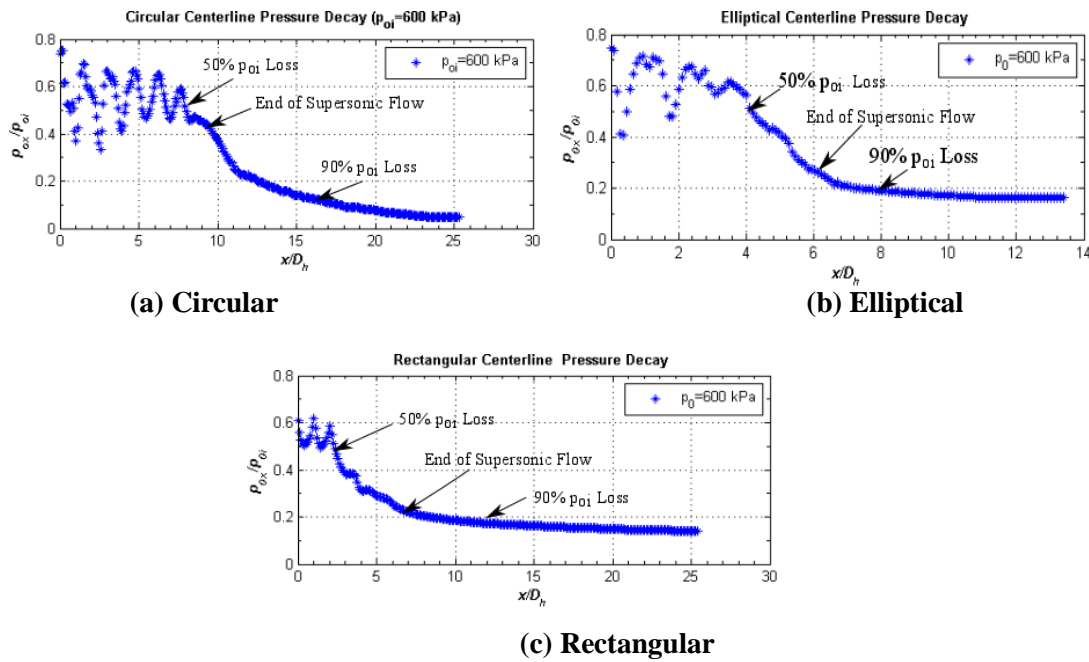 Circular Centerline Pressure Decay (p_oi=600 kPa)
0.8
0.6
0.4
0.2
0
p_ox/p_oi
p_oi=600 kPa
50% p_oi Loss
End of Supersonic Flow
90% p_oi Loss
0 5 10 15 20 25 30
x/D_h
(a) Circular
Elliptical Centerline Pressure Decay
0.8
0.6
0.4
0.2
0
p_ox/p_oi
p_0=600 kPa
50% p_oi Loss
End of Supersonic Flow
90% p_oi Loss
0 2 4 6 8 10 12 14
x/D_h
(b) Elliptical
Rectangular Centerline Pressure Decay
0.8
0.6
0.4
0.2
0
p_0x/p_0i
p_0=600 kPa
50% p_0i Loss
End of Supersonic Flow
90% p_0i Loss
0 5 10 15 20 25 30
x/D_h
(c) Rectangular